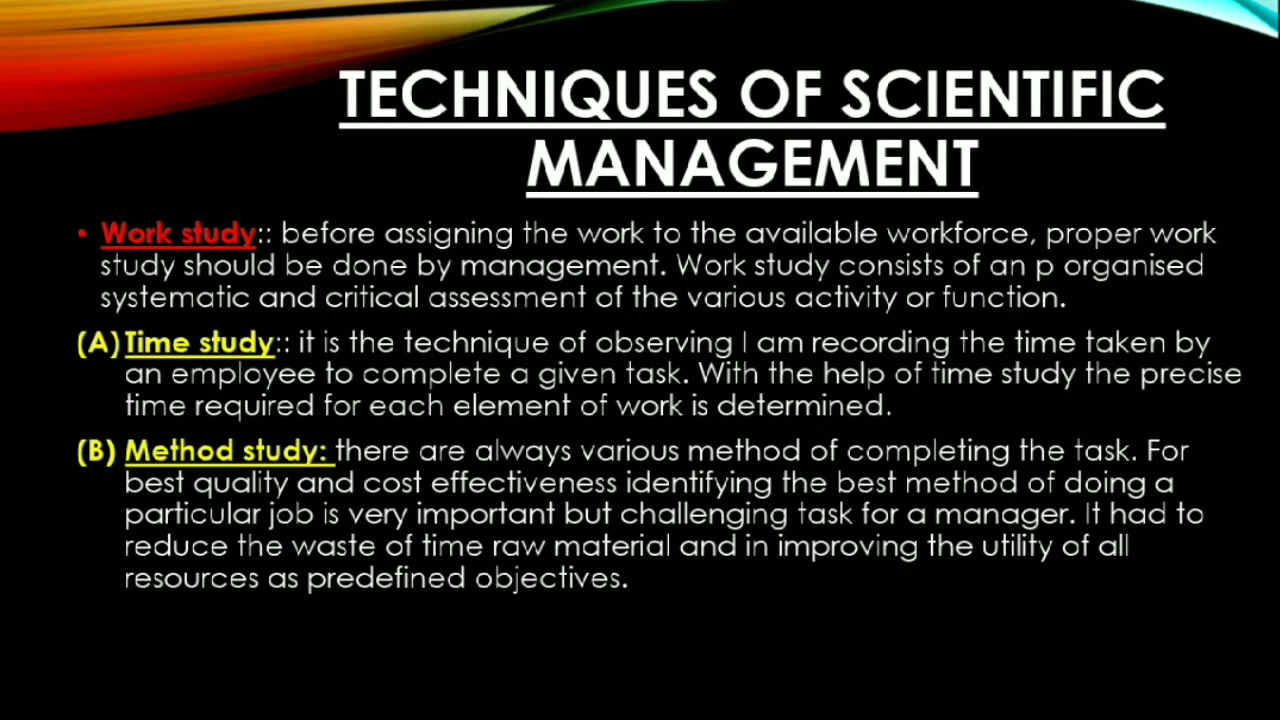 TECHNIQUES OF SCIENTIFIC
MANAGEMENT
• Work study:: before assigning the work to the available workforce, proper work
study should be done by management. Work study consists of an p organised
systematic and critical assessment of the various activity or function.
(A) Time study:: it is the technique of observing I am recording the time taken by
an employee to complete a given task. With the help of time study the precise
time required for each element of work is determined.
(B) Method study: there are always various method of completing the task. For
best quality and cost effectiveness identifying the best method of doing a
particular job is very important but challenging task for a manager. It had to
reduce the waste of time raw material and in improving the utility of all
resources as predefined objectives.